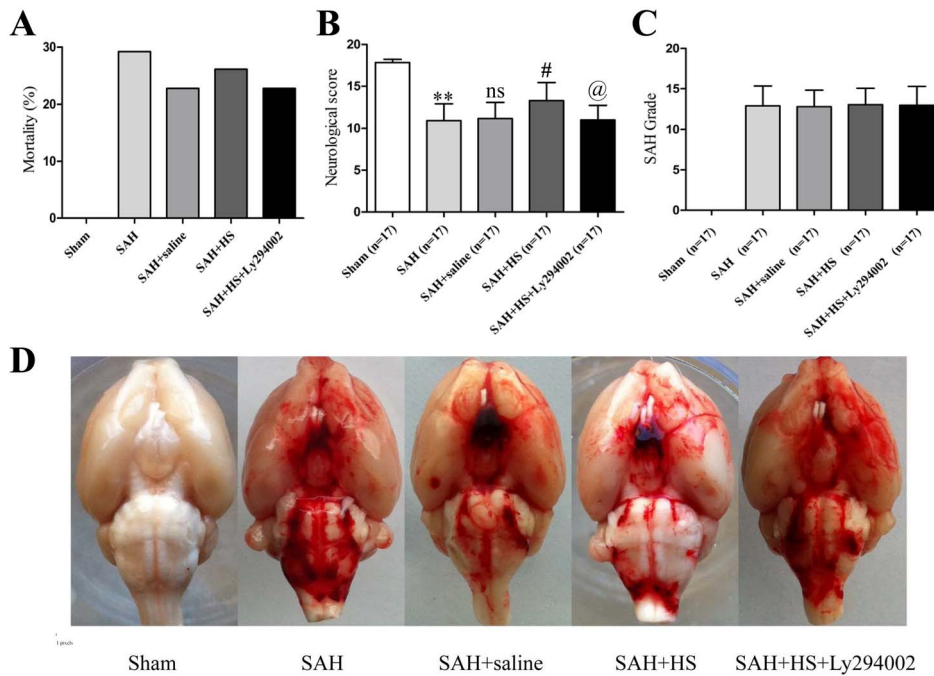 A
Mortality (%)
30
20
10
0
Sham
SAH
SAH+saline
SAH+HS
SAH+HS+Ly294002
B
Neurological score
20
15
10
5
0
**
ns
#
@
Sham (n=17)
SAH (n=17)
SAH+saline (n=17)
SAH+HS (n=17)
SAH+HS+Ly294002 (n=17)
C
SAH Grade
20
15
10
5
0
Sham (n=17)
SAH (n=17)
SAH+saline (n=17)
SAH+HS (n=17)
SAH+HS+Ly294002 (n=17)
D
1 pixels
Sham SAH SAH+saline SAH+HS SAH+HS+Ly294002